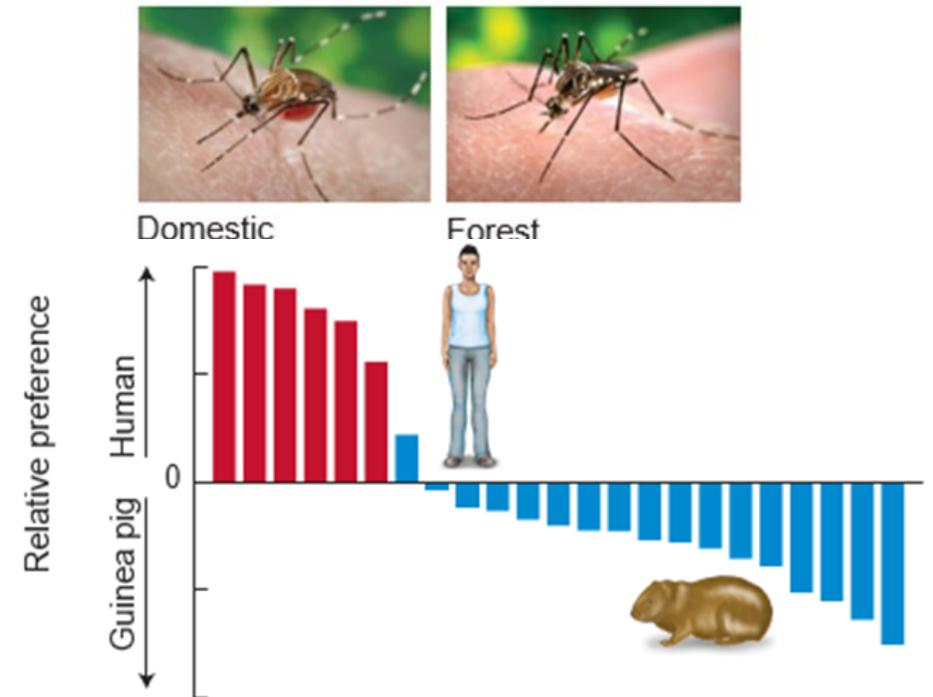 Domestic
Forest
Relative preference
Human
0
Guinea pig